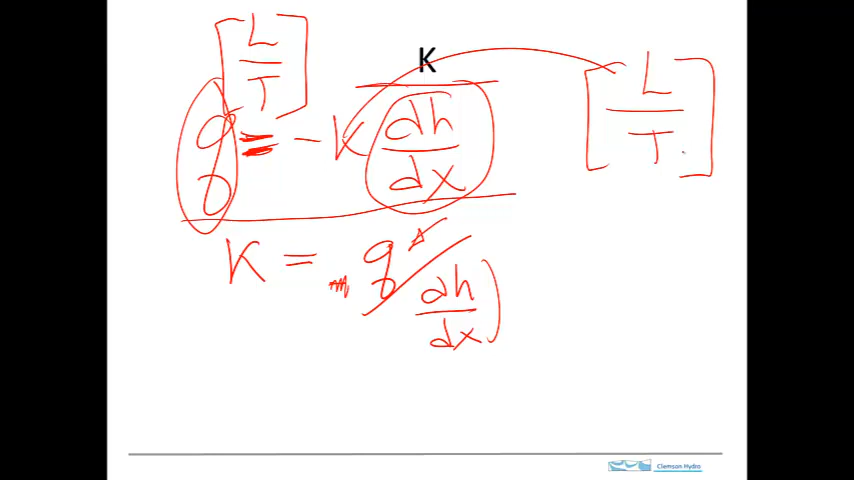 K
[L/T]
q = - K dh/dx
[L/T]
K = q / dh/dx)
Clemson Hydro